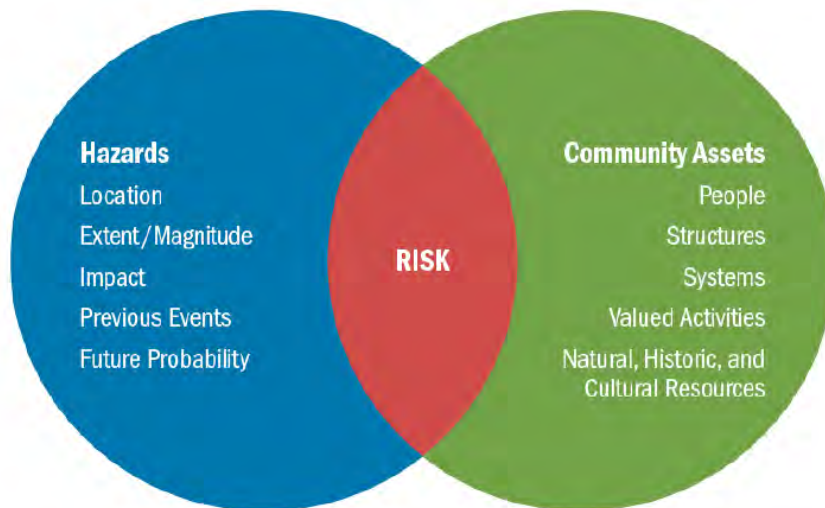 Hazards
Location
Extent/Magnitude
Impact
Previous Events
Future Probability
RISK
Community Assets
People
Structures
Systems
Valued Activities
Natural, Historic, and
Cultural Resources